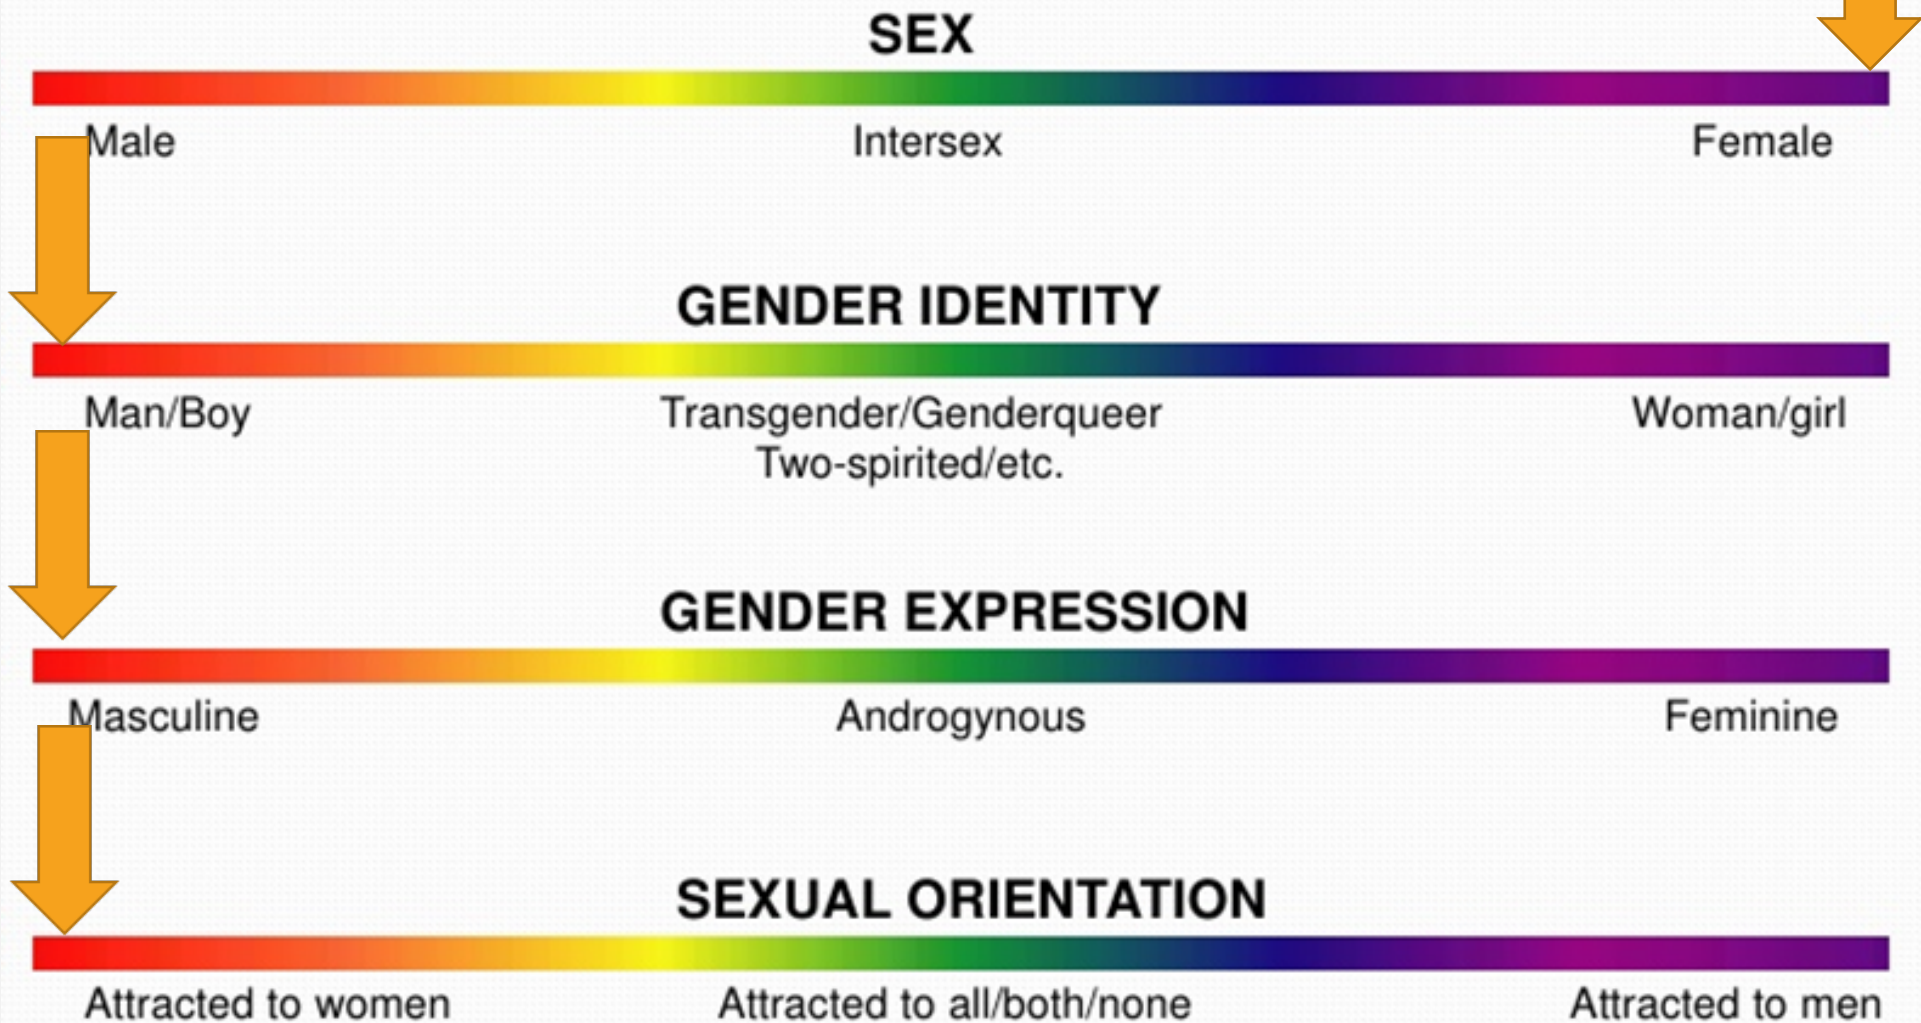 SEX
Male Intersex Female
GENDER IDENTITY
Man/Boy Transgender/Genderqueer Woman/girl
Two-spirited/etc.
GENDER EXPRESSION
Masculine Androgynous Feminine
SEXUAL ORIENTATION
Attracted to women Attracted to all/both/none Attracted to men